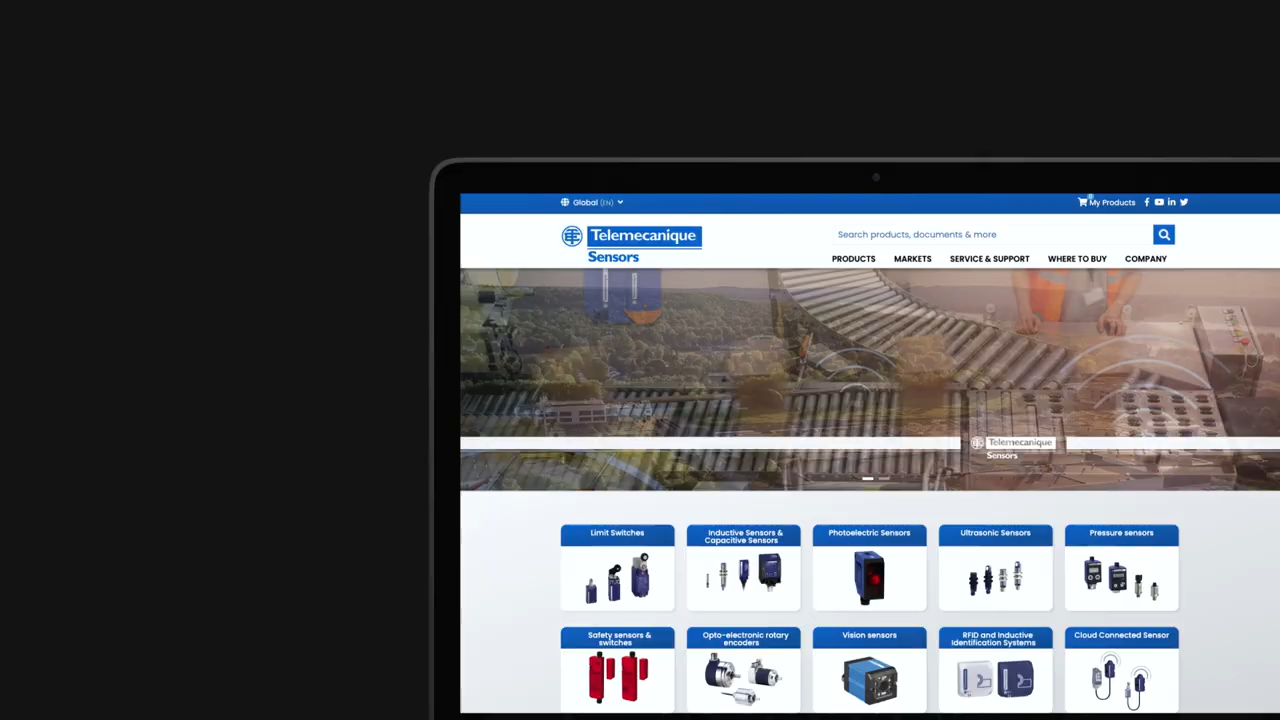 Global (EN)
0
My Products
Telemecanique
Sensors
Search products, documents & more
PRODUCTS
MARKETS
SERVICE & SUPPORT
WHERE TO BUY
COMPANY
Telemecanique
Sensors
Limit Switches
Inductive Sensors &
Capacitive Sensors
Photoelectric Sensors
Ultrasonic Sensors
Pressure sensors
Safety sensors &
switches
Opto-electronic rotary
encoders
Vision sensors
RFID and Inductive
Identification Systems
Cloud Connected Sensor